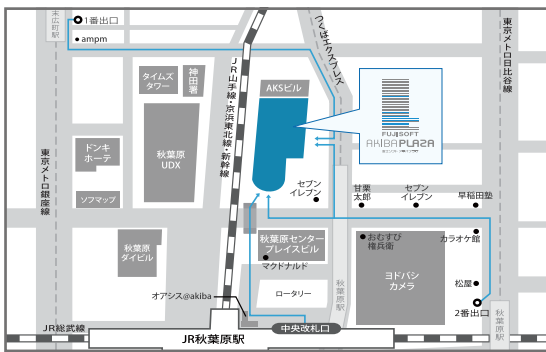 末広町駅
1番出口
ampm
東京メトロ銀座線
タイムズ
タワー
神田署
ドンキ
ホーテ
ソフマップ
秋葉原
UDX
秋葉原
ダイビル
JR山手線・京浜東北線・新幹線
AKSビル
つくばエクスプレス
FUJISOFT
AKIBAPLAZA
東京メトロ日比谷線
セブン
イレブン
甘栗
太郎
セブン
イレブン
早稲田塾
おむすび
権兵衛
カラオケ館
秋葉原センター
プレイスビル
マクドナルド
ヨドバシ
カメラ
松屋
2番出口
秋葉原駅
秋葉原駅
オアシス@akiba
ロータリー
JR総武線
JR秋葉原駅
中央改札口